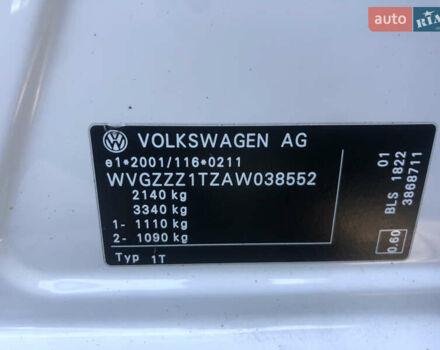 auto RIA
VOLKSWAGEN AG
e1*2001/116*0211
WVGZZZ1TZAW038552
2140 kg
3340 kg
1- 1110 kg
2- 1090 kg
Typ 1T
01
BLS 1822
3868711
0.60